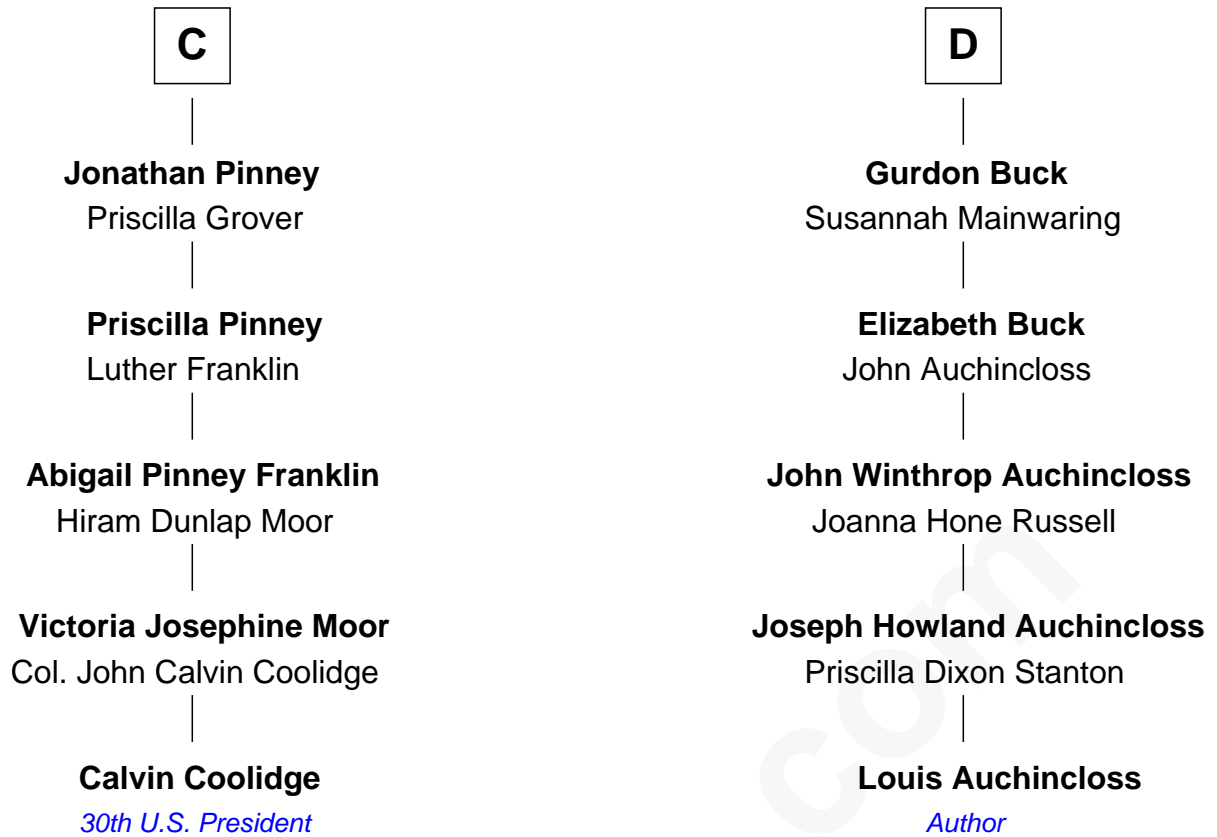 C
Jonathan Pinney
Priscilla Grover
Priscilla Pinney
Luther Franklin
Abigail Pinney Franklin
Hiram Dunlap Moor
Victoria Josephine Moor
Col. John Calvin Coolidge
Calvin Coolidge
30th U.S. President
D
Gurdon Buck
Susannah Mainwaring
Elizabeth Buck
John Auchincloss
John Winthrop Auchincloss
Joanna Hone Russell
Joseph Howland Auchincloss
Priscilla Dixon Stanton
Louis Auchincloss
Author
com